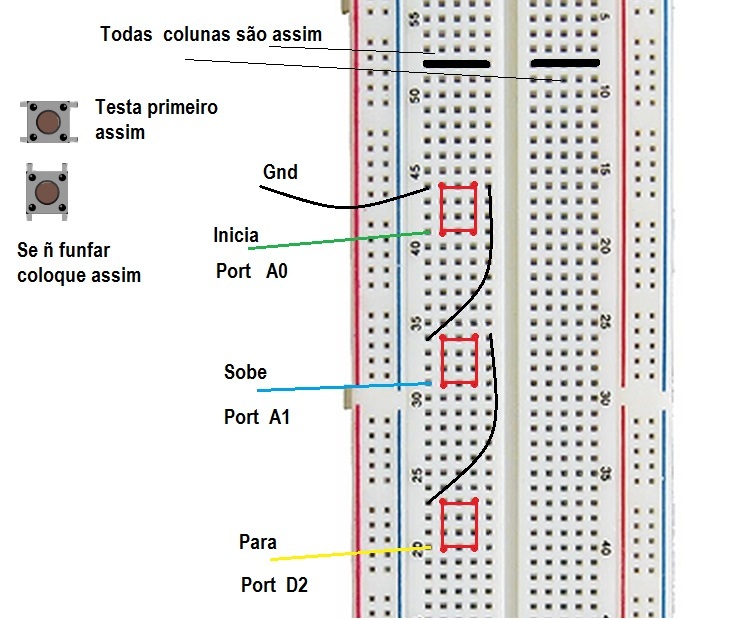 Todas colunas são assim
Testa primeiro
assim
Se ñ funfar
coloque assim
Gnd
Inicia
Port A0
Sobe
Port A1
Para
Port D2
55
50
45
40
35
30
25
20
5
10
15
20
25
30
35
40